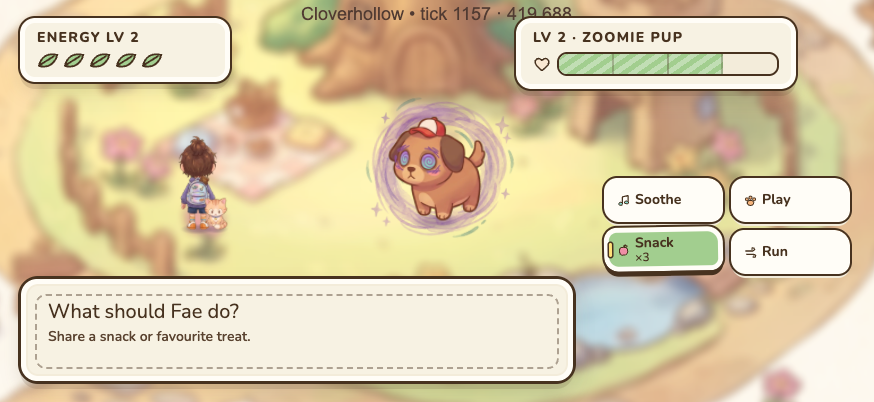 Cloverhollow • tick 1157 · 419,688
ENERGY LV 2
LV 2 · ZOOMIE PUP
Soothe
Play
Snack
×3
Run
What should Fae do?
Share a snack or favourite treat.